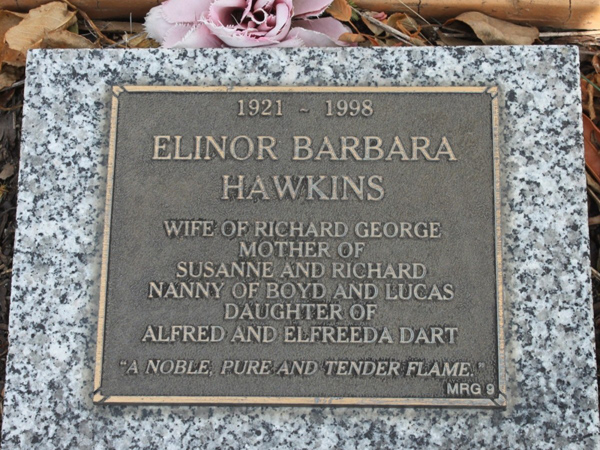 1921 ~ 1998
ELINOR BARBARA
HAWKINS
WIFE OF RICHARD GEORGE
MOTHER OF
SUSANNE AND RICHARD
NANNY OF BOYD AND LUCAS
DAUGHTER OF
ALFRED AND ELFREEDA DART
"A NOBLE, PURE AND TENDER FLAME."
MRG 9